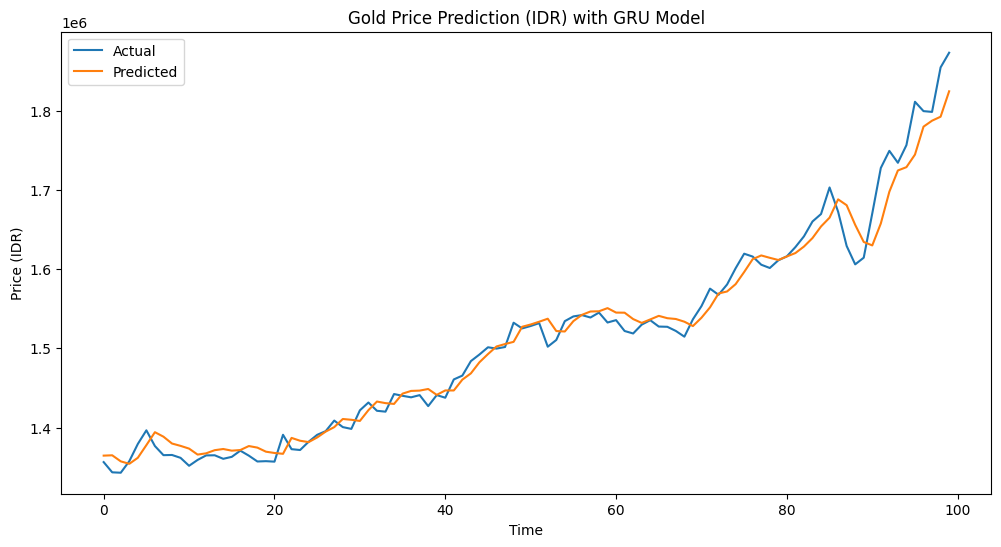 Gold Price Prediction (IDR) with GRU Model
1e6
Actual
Predicted
1.8
1.7
1.6
1.5
1.4
Price (IDR)
0 20 40 60 80 100
Time